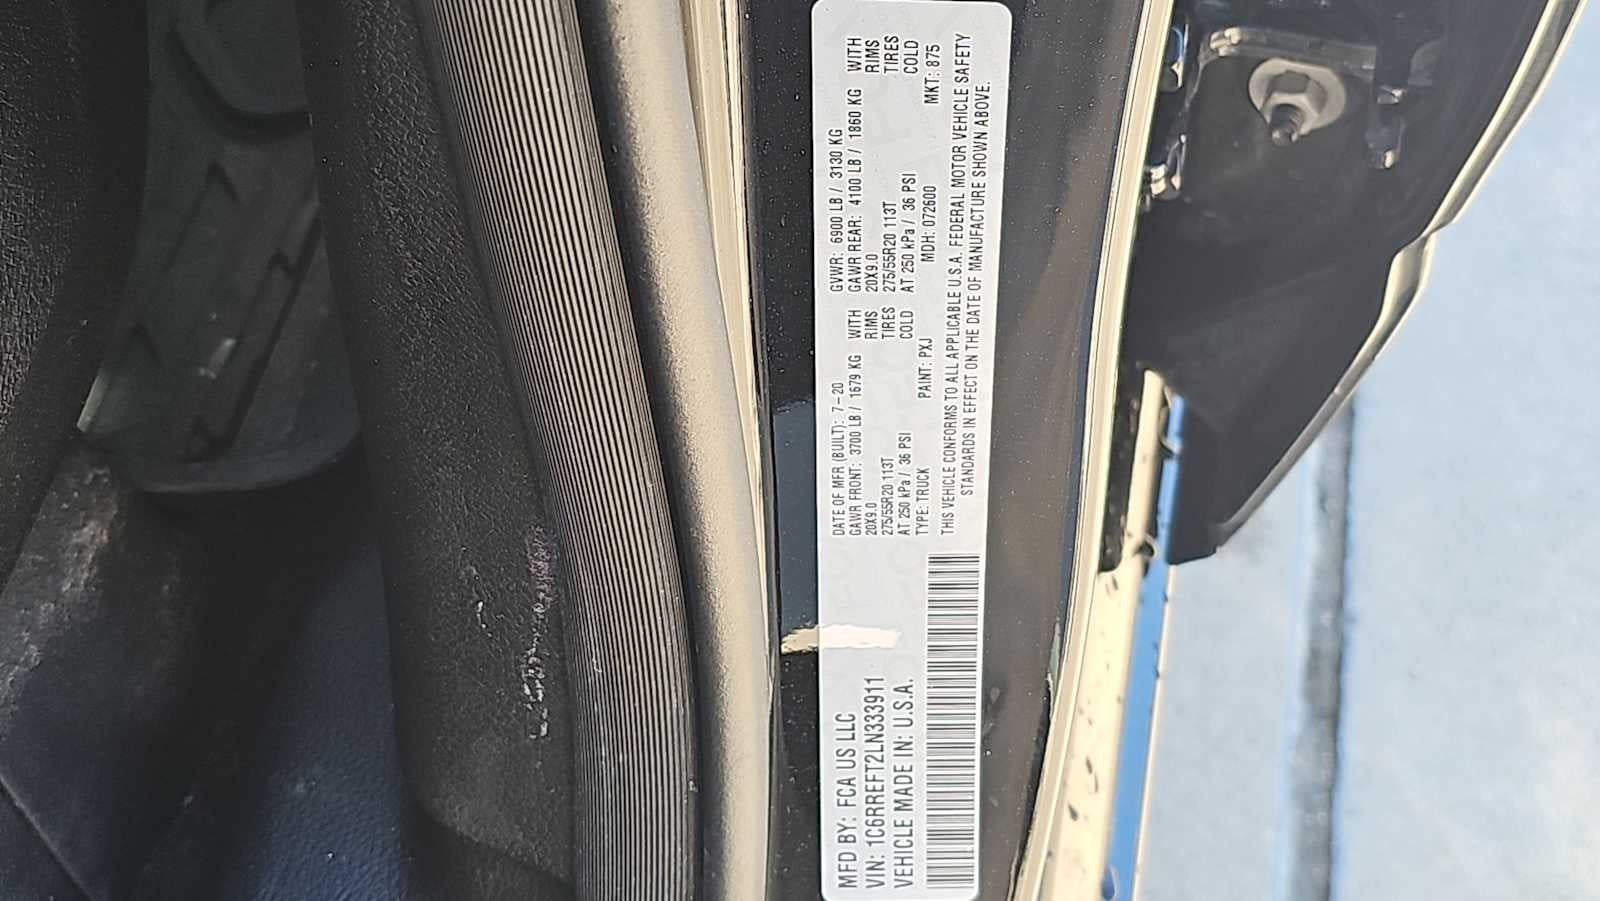 MFD BY: FCA US LLC
VIN: 1C6RREFT2LN333911
VEHICLE MADE IN: U.S.A.
DATE OF MFR (BUILT): 7-20 GVWR: 6900 LB / 3130 KG
GAWR FRONT: 3700 LB / 1679 KG WITH GAWR REAR: 4100 LB / 1860 KG WITH
20X9.0 RIMS 20X9.0 RIMS
275/55R20 113T TIRES 275/55R20 113T TIRES
AT 250 kPa / 36 PSI COLD AT 250 kPa / 36 PSI COLD
TYPE: TRUCK PAINT: PXJ MDH: 072600 MKT: 875
THIS VEHICLE CONFORMS TO ALL APPLICABLE U.S.A. FEDERAL MOTOR VEHICLE SAFETY
STANDARDS IN EFFECT ON THE DATE OF MANUFACTURE SHOWN ABOVE.